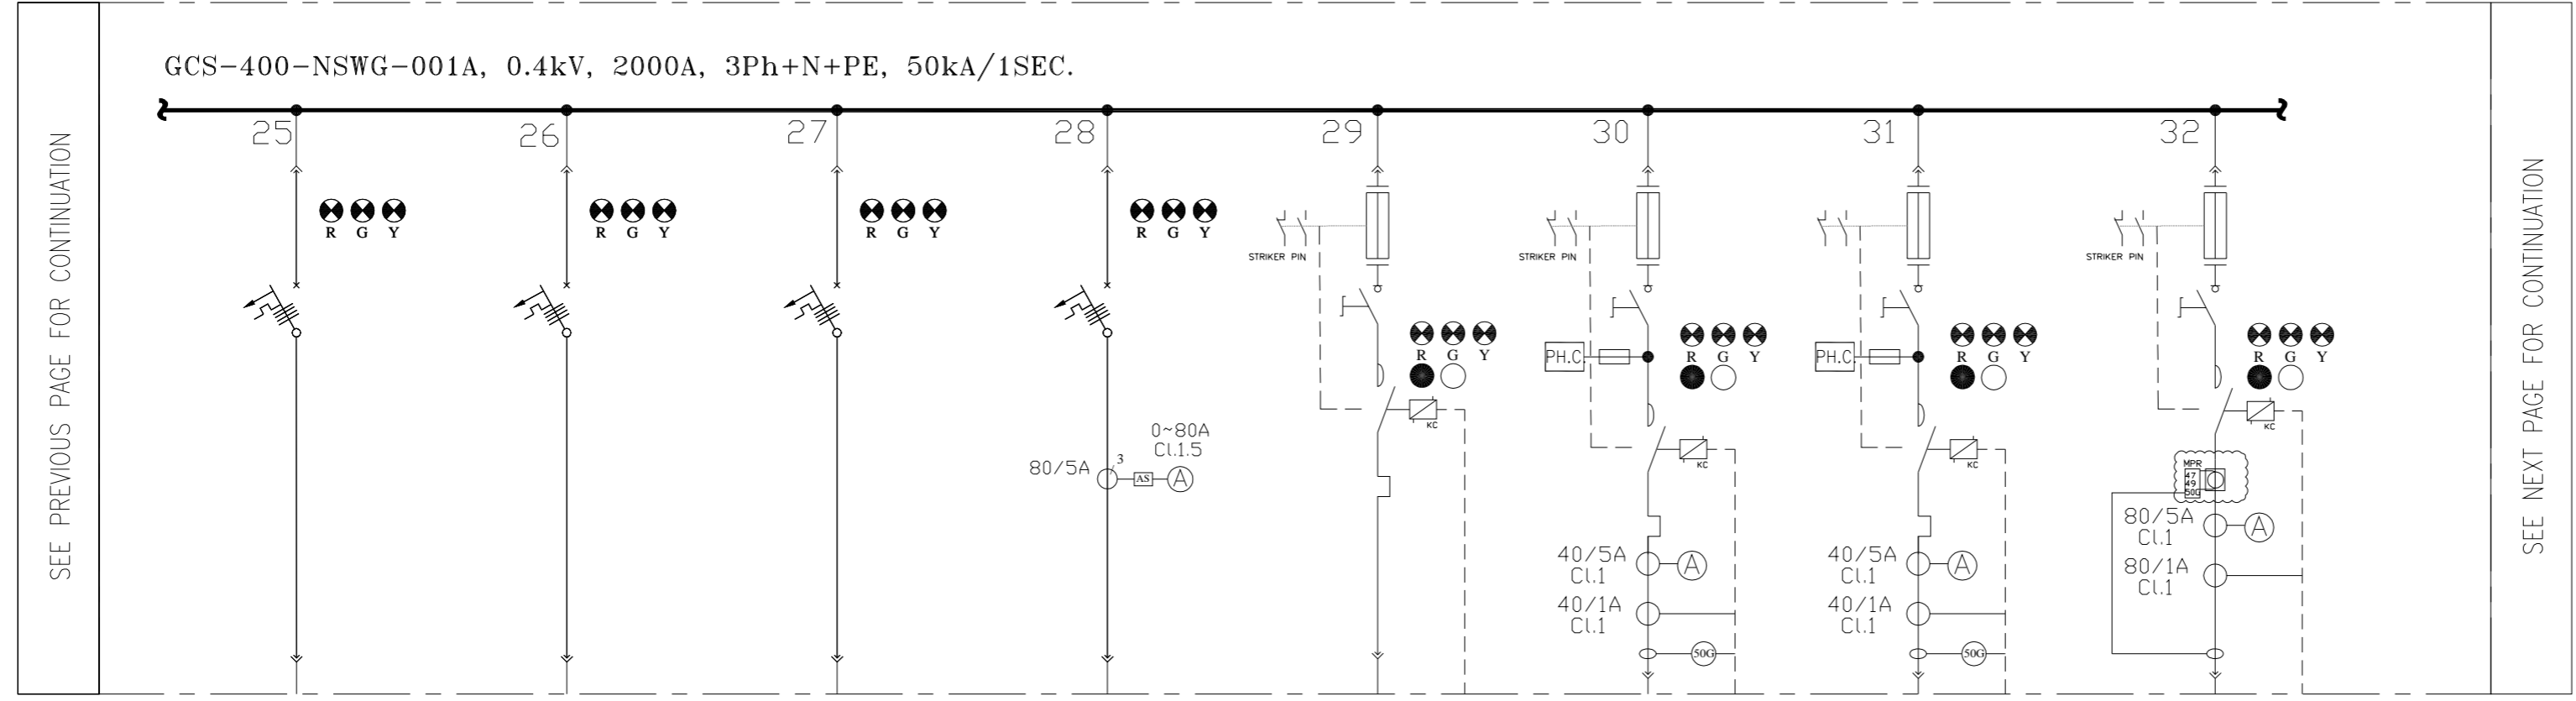 GCS-400-NSWG-001A, 0.4kV, 2000A, 3Ph+N+PE, 50kA/1SEC.
SEE PREVIOUS PAGE FOR CONTINUATION
25
26
27
28
29
30
31
32
R G Y
R G Y
R G Y
R G Y
STRIKER PIN
STRIKER PIN
STRIKER PIN
R G Y
PH.C.
R G Y
PH.C.
R G Y
R G Y
KC
KC
KC
KC
0~80A
Cl.1.5
80/5A
3
AS
A
MPR
47
49
50G
80/5A
Cl.1
A
80/1A
Cl.1
40/5A
Cl.1
A
40/1A
Cl.1
50G
40/5A
Cl.1
A
40/1A
Cl.1
50G
SEE NEXT PAGE FOR CONTINUATION